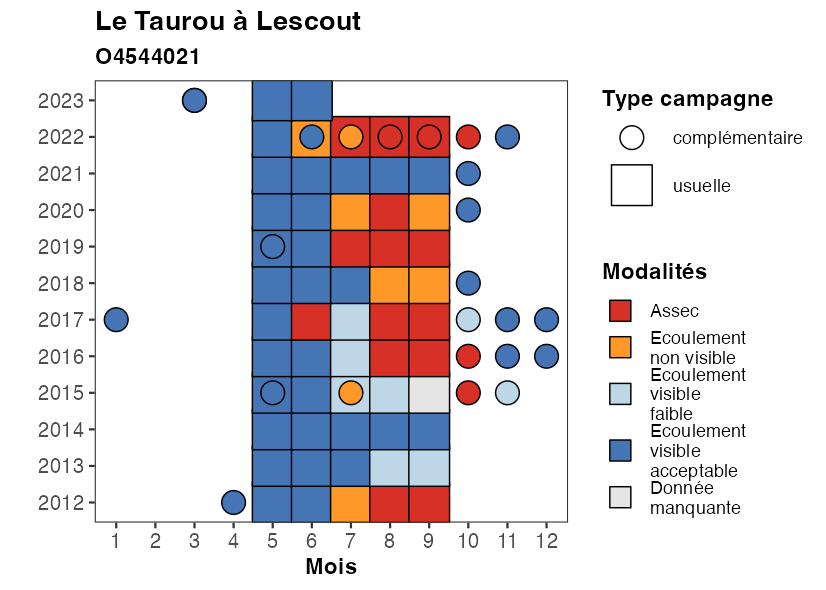 Le Taurou à Lescout
O4544021
2023
2022
2021
2020
2019
2018
2017
2016
2015
2014
2013
2012
1 2 3 4 5 6 7 8 9 10 11 12
Mois
Type campagne
complémentaire
usuelle
Modalités
Assec
Ecoulement
non visible
Ecoulement
visible
faible
Ecoulement
visible
acceptable
Donnée
manquante